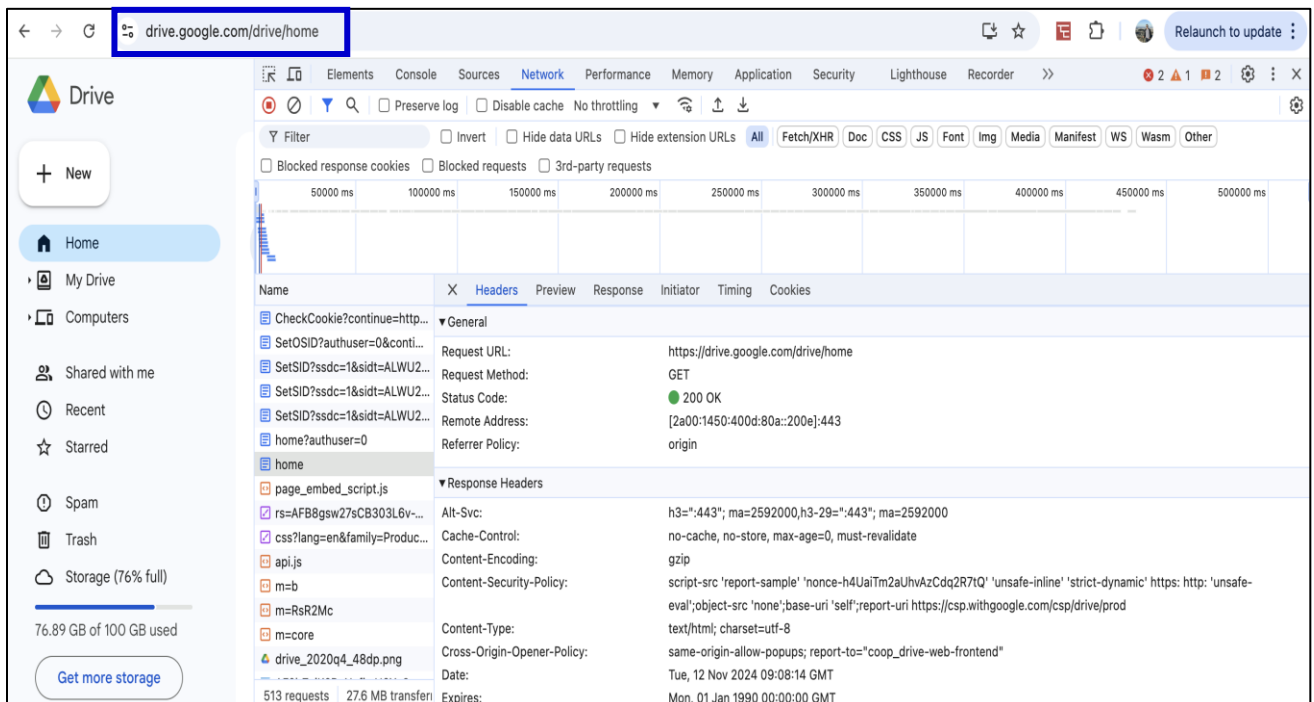 drive.google.com/drive/home
Relaunch to update
Drive
New
Home
My Drive
Computers
Shared with me
Recent
Starred
Spam
Trash
Storage (76% full)
76.89 GB of 100 GB used
Get more storage
Elements Console Sources Network Performance Memory Application Security Lighthouse Recorder 2 1 2
Preserve log Disable cache No throttling
Filter Invert Hide data URLs Hide extension URLs All Fetch/XHR Doc CSS JS Font Img Media Manifest WS Wasm Other
Blocked response cookies Blocked requests 3rd-party requests
50000 ms 100000 ms 150000 ms 200000 ms 250000 ms 300000 ms 350000 ms 400000 ms 450000 ms 500000 ms
Name
CheckCookie?continue=http...
SetOSID?authuser=0&conti...
SetSID?ssdc=1&sidt=ALWU2...
SetSID?ssdc=1&sidt=ALWU2...
SetSID?ssdc=1&sidt=ALWU2...
home?authuser=0
home
page_embed_script.js
rs=AFB8gsw27sCB303L6v-...
css?lang=en&family=Produc...
api.js
m=b
m=RsR2Mc
m=core
drive_2020q4_48dp.png
513 requests 27.6 MB transferr
Headers Preview Response Initiator Timing Cookies
General
Request URL: https://drive.google.com/drive/home
Request Method: GET
Status Code: 200 OK
Remote Address: [2a00:1450:400d:80a::200e]:443
Referrer Policy: origin
Response Headers
Alt-Svc: h3=":443"; ma=2592000,h3-29=":443"; ma=2592000
Cache-Control: no-cache, no-store, max-age=0, must-revalidate
Content-Encoding: gzip
Content-Security-Policy: script-src 'report-sample' 'nonce-h4UaiTm2aUhvAzCdq2R7tQ' 'unsafe-inline' 'strict-dynamic' https: http: 'unsafe-
eval';object-src 'none';base-uri 'self';report-uri https://csp.withgoogle.com/csp/drive/prod
Content-Type: text/html; charset=utf-8
Cross-Origin-Opener-Policy: same-origin-allow-popups; report-to="coop_drive-web-frontend"
Date: Tue, 12 Nov 2024 09:08:14 GMT
Expires: Mon, 01 Jan 1990 00:00:00 GMT